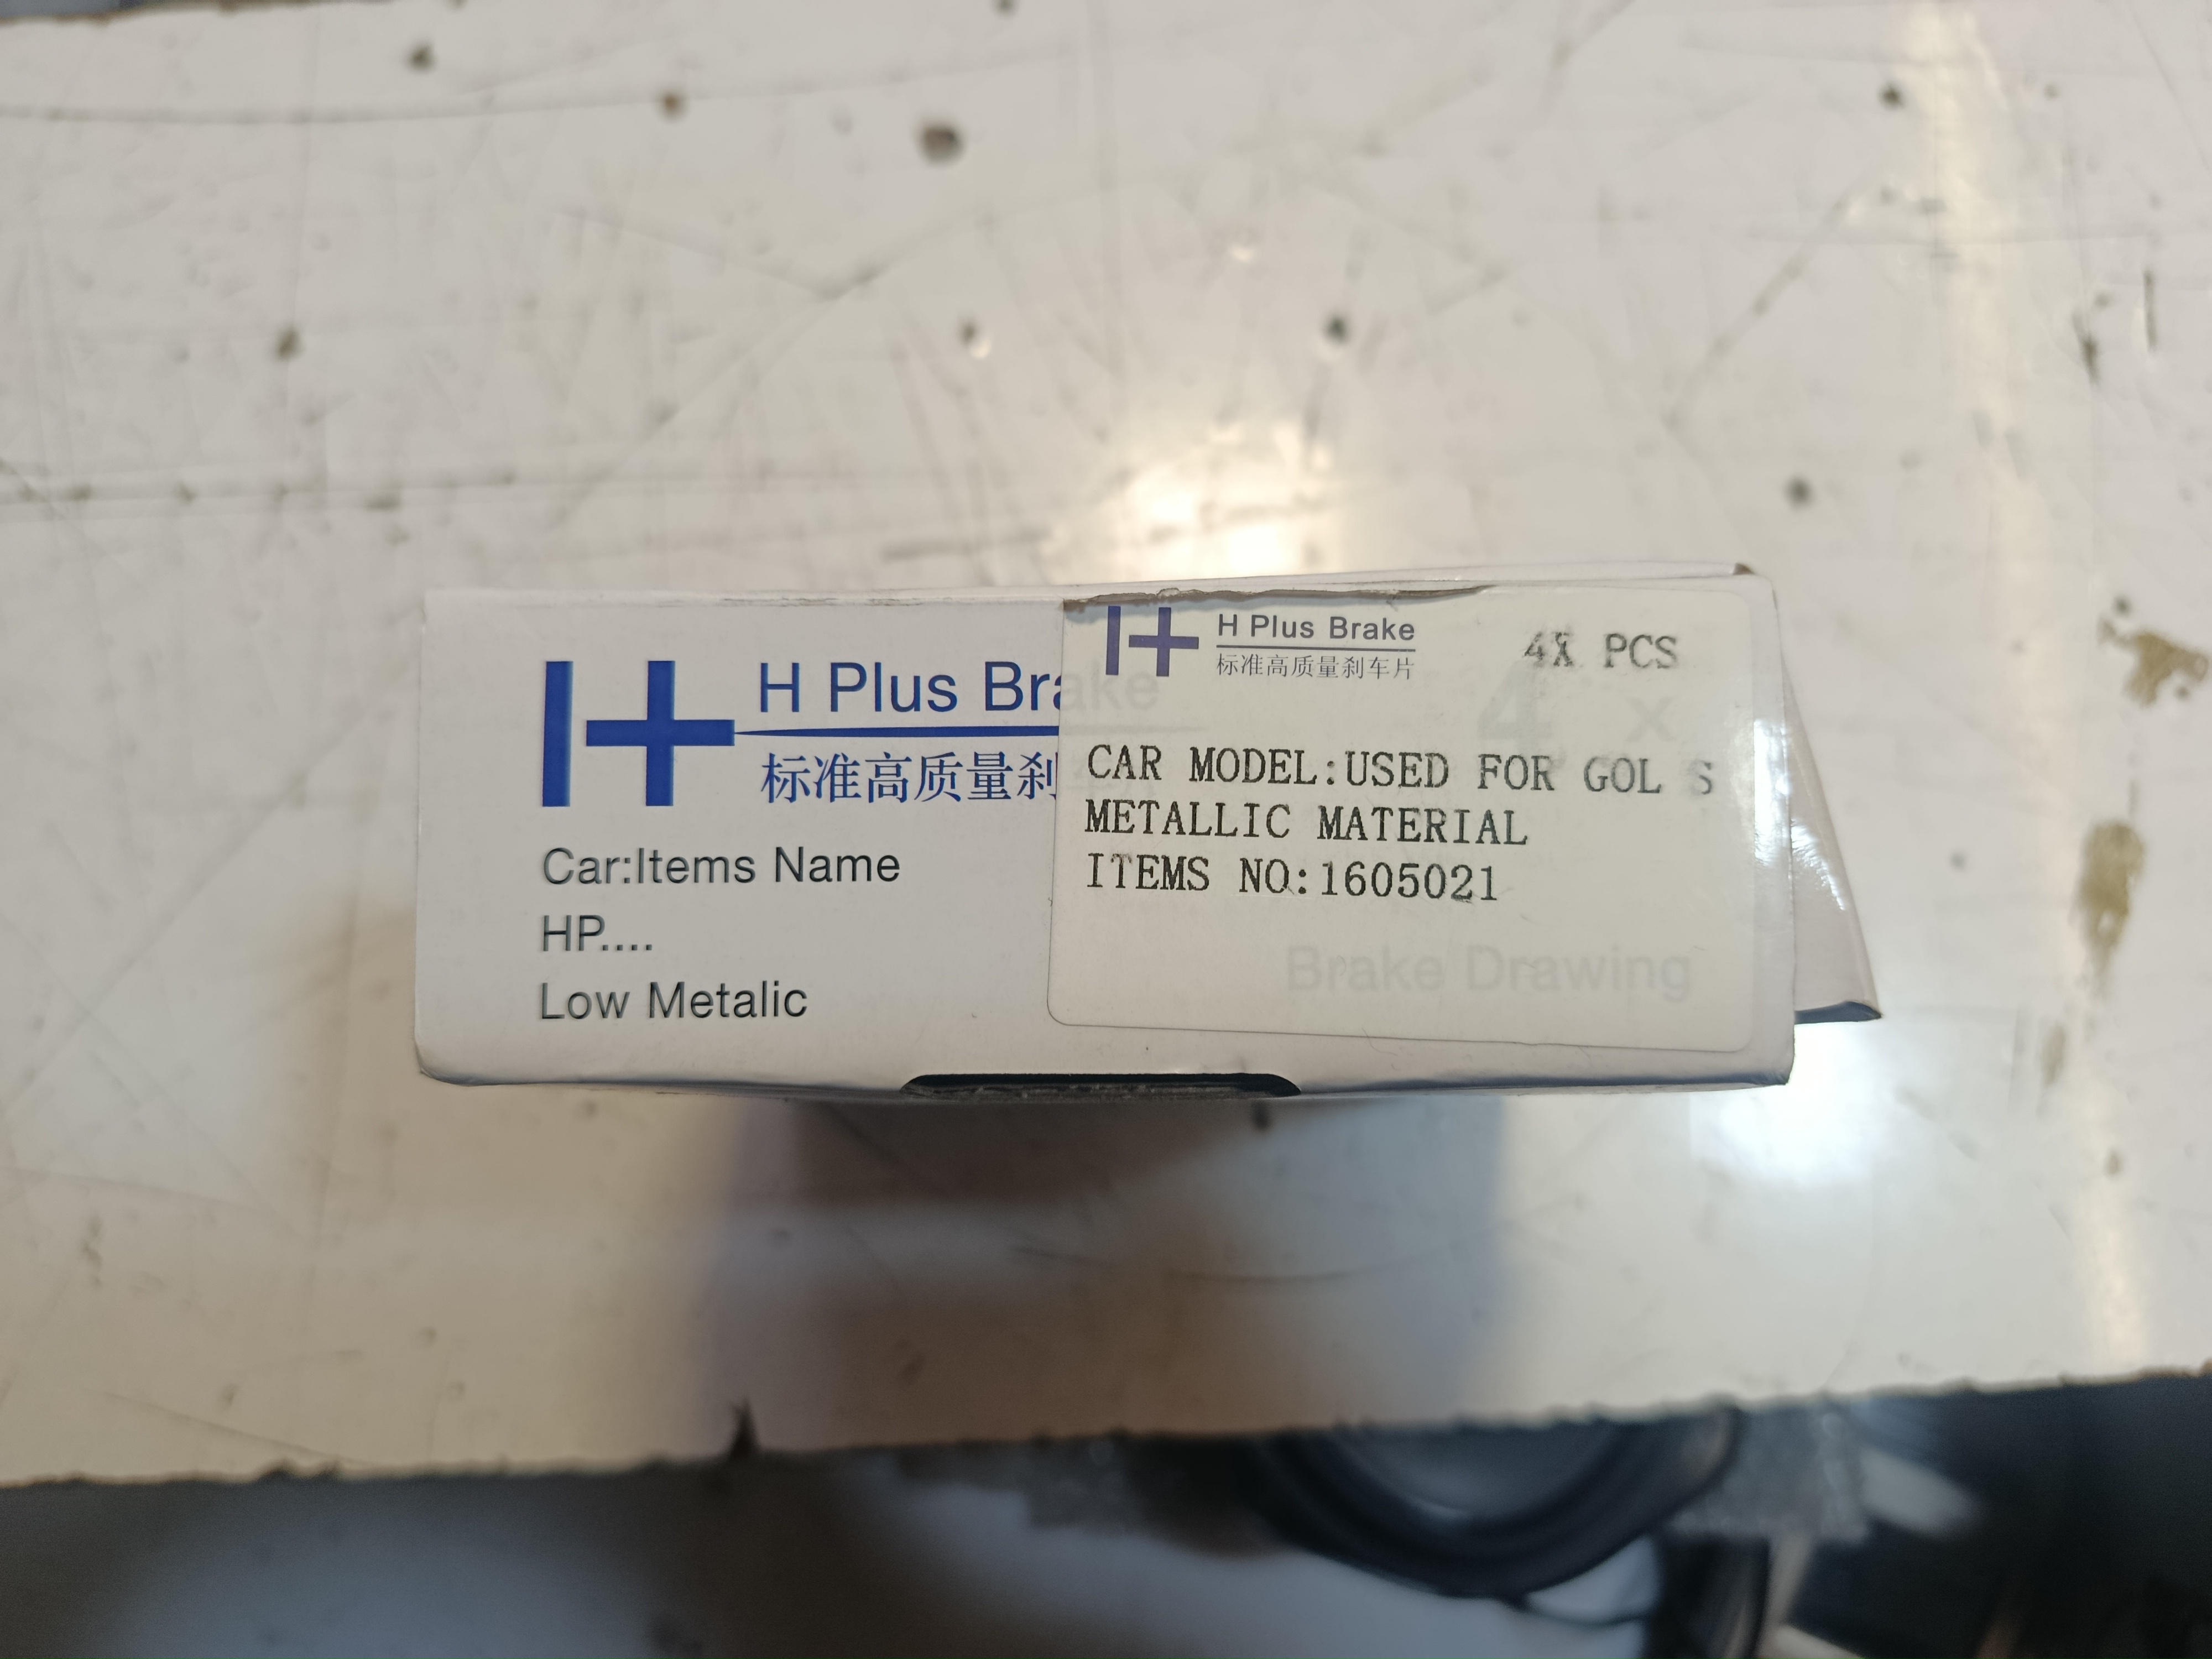 H Plus Brake
标准高质量刹
Car:Items Name
HP....
Low Metalic
H Plus Brake
标准高质量刹车片
4X PCS
4 x
CAR MODEL:USED FOR GOL S
METALLIC MATERIAL
ITEMS NO:1605021
Brake Drawing